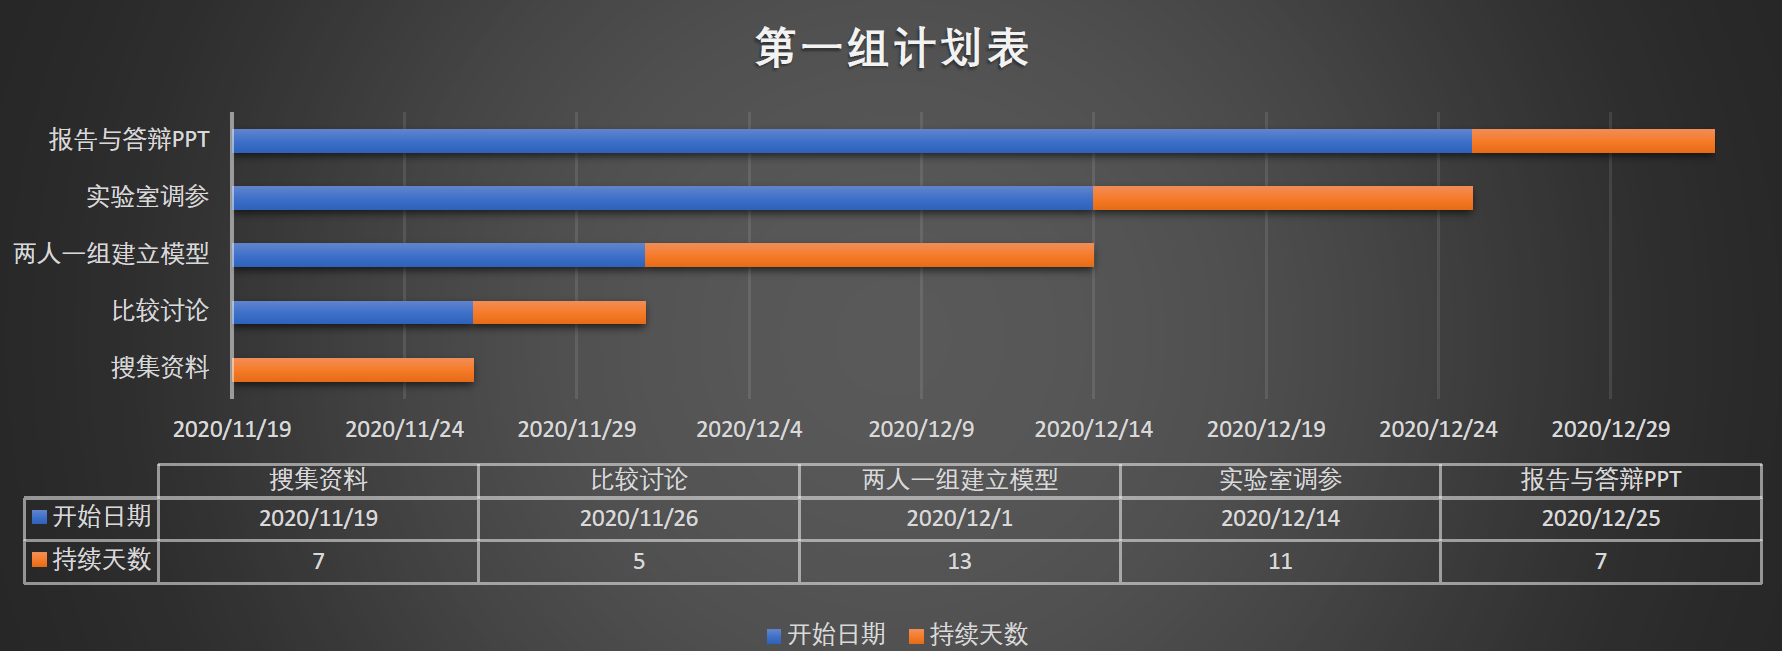 第一组计划表
报告与答辩PPT
实验室调参
两人一组建立模型
比较讨论
搜集资料
2020/11/19 2020/11/24 2020/11/29 2020/12/4 2020/12/9 2020/12/14 2020/12/19 2020/12/24 2020/12/29
搜集资料 比较讨论 两人一组建立模型 实验室调参 报告与答辩PPT
开始日期 2020/11/19 2020/11/26 2020/12/1 2020/12/14 2020/12/25
持续天数 7 5 13 11 7
开始日期 持续天数